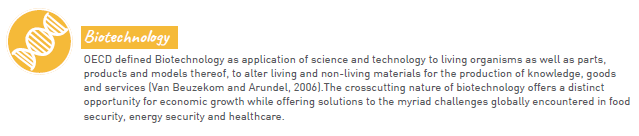 Biotechnology
OECD defined Biotechnology as application of science and technology to living organisms as well as parts,
products and models thereof, to alter living and non-living materials for the production of knowledge, goods
and services (Van Beuzekom and Arundel, 2006).The crosscutting nature of biotechnology offers a distinct
opportunity for economic growth while offering solutions to the myriad challenges globally encountered in food
security, energy security and healthcare.